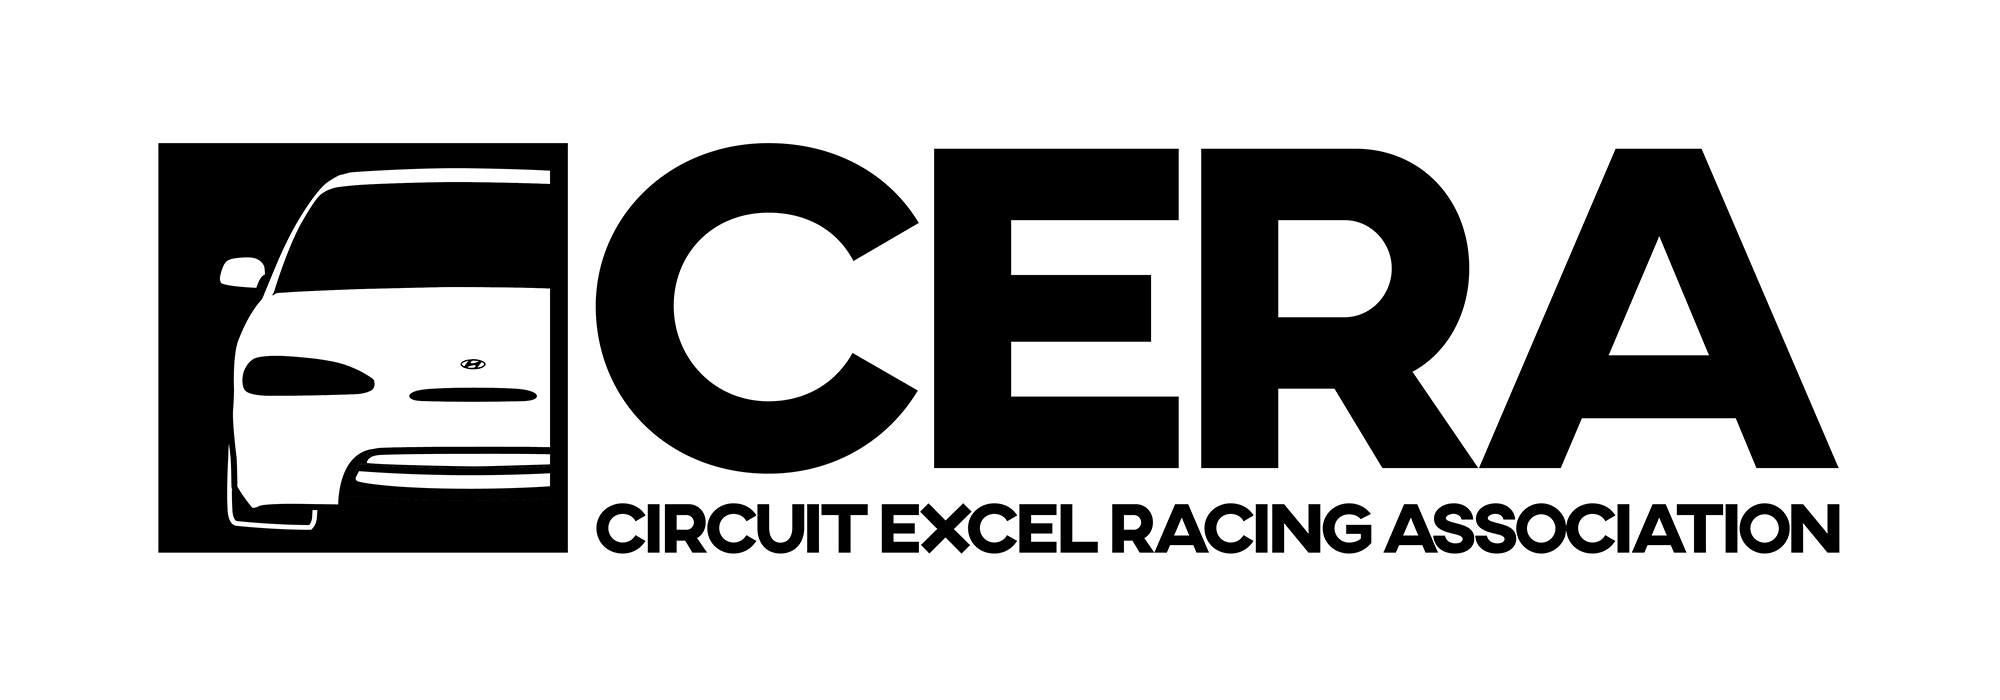 CERA
CIRCUIT EXCEL RACING ASSOCIATION